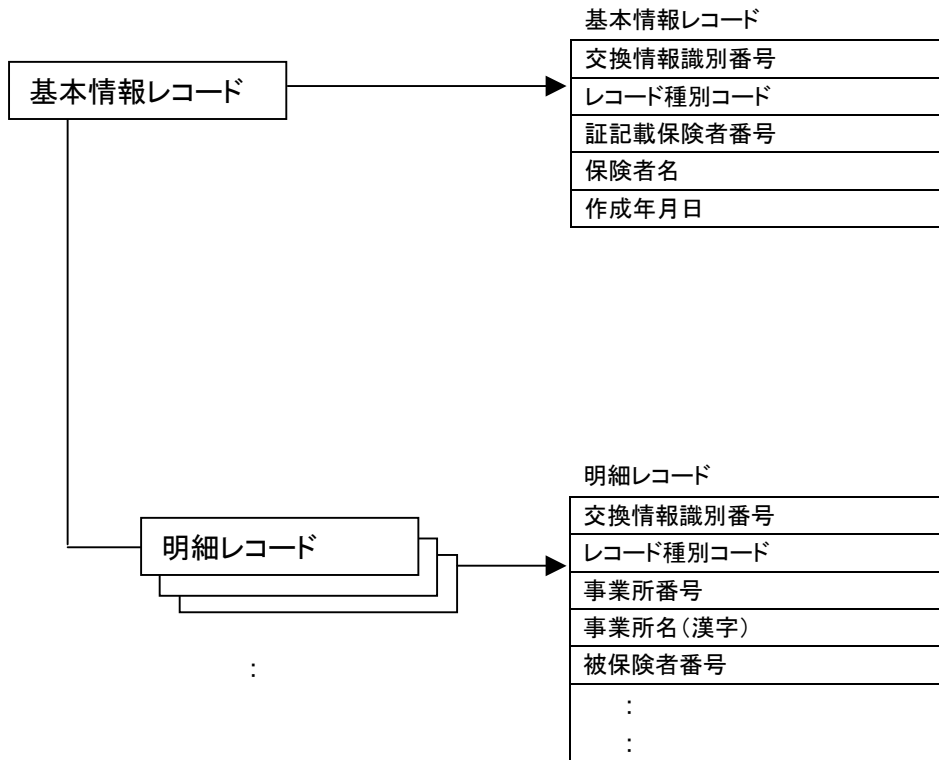 基本情報レコード
基本情報レコード
交換情報識別番号
レコード種別コード
証記載保険者番号
保険者名
作成年月日
明細レコード
明細レコード
交換情報識別番号
レコード種別コード
事業所番号
事業所名(漢字)
被保険者番号
:
:
: